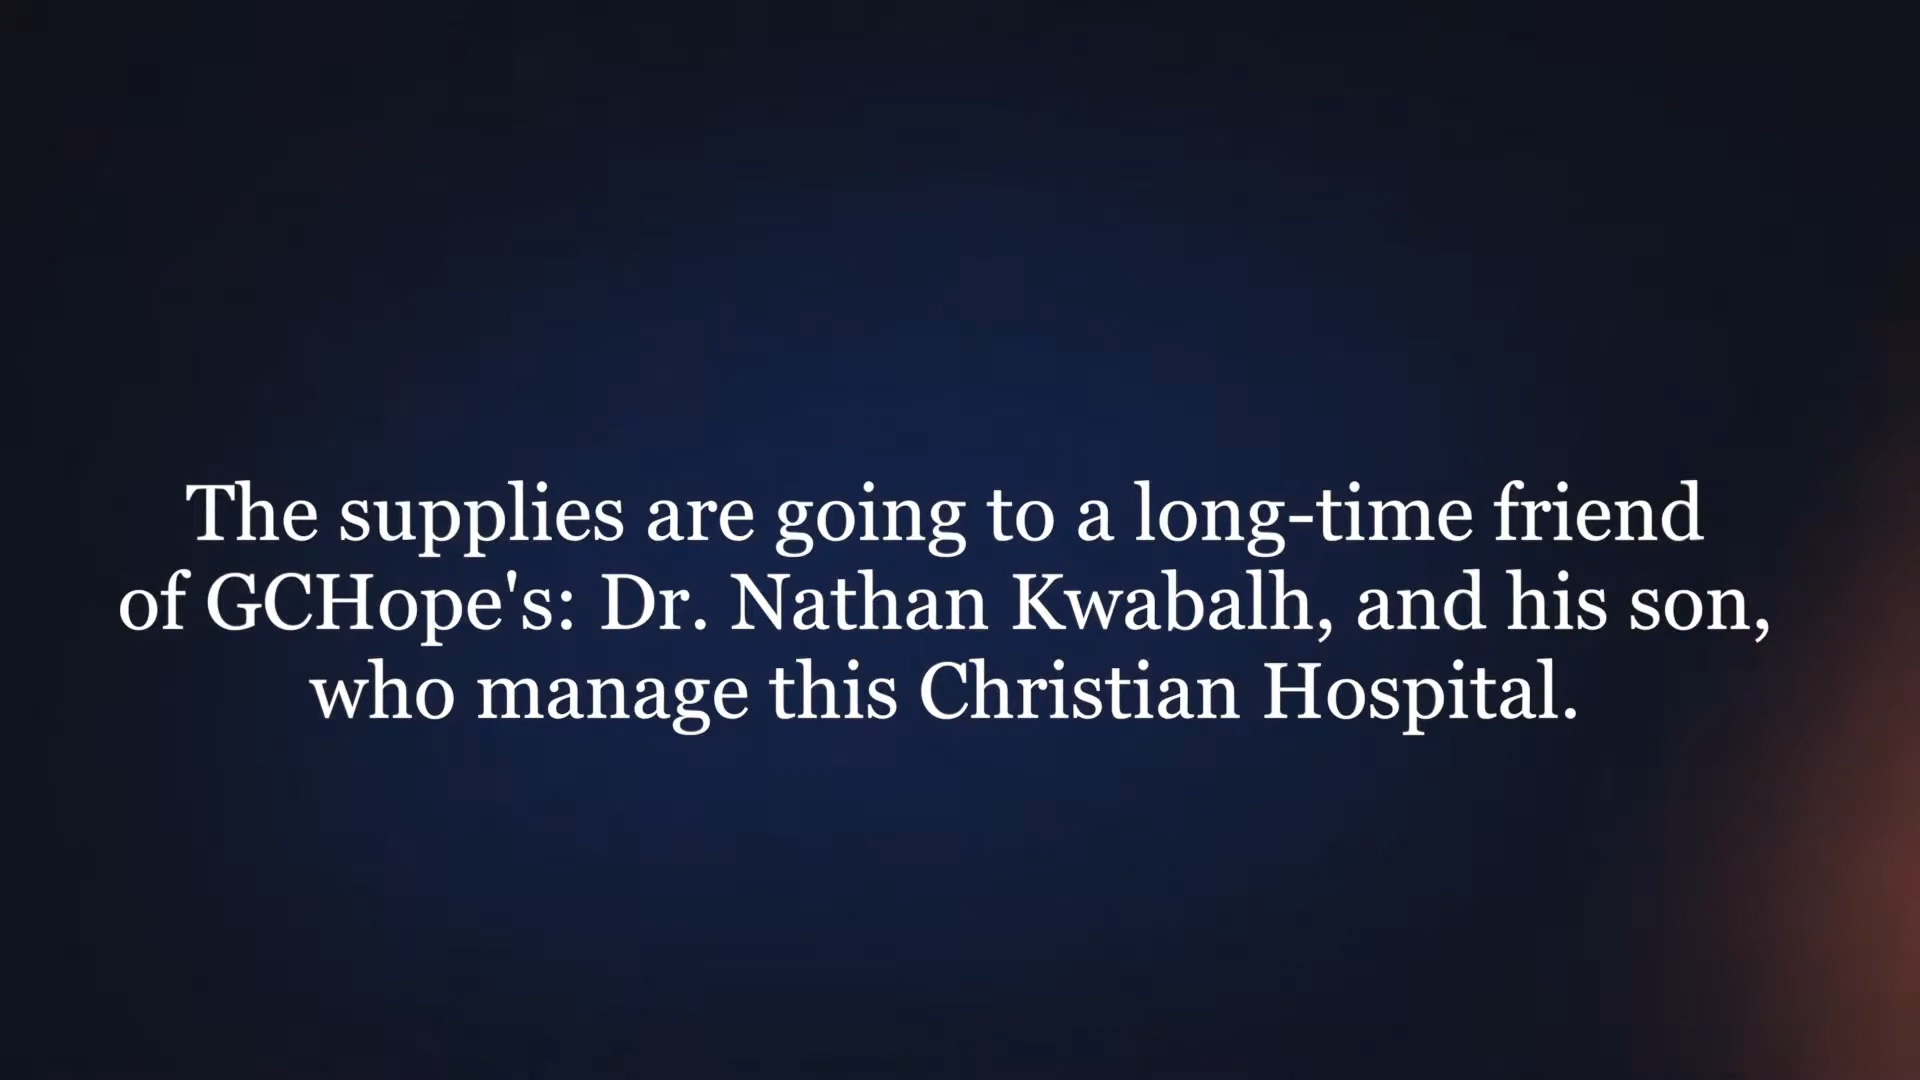 The supplies are going to a long-time friend
of GCHope's: Dr. Nathan Kwabalh, and his son,
who manage this Christian Hospital.